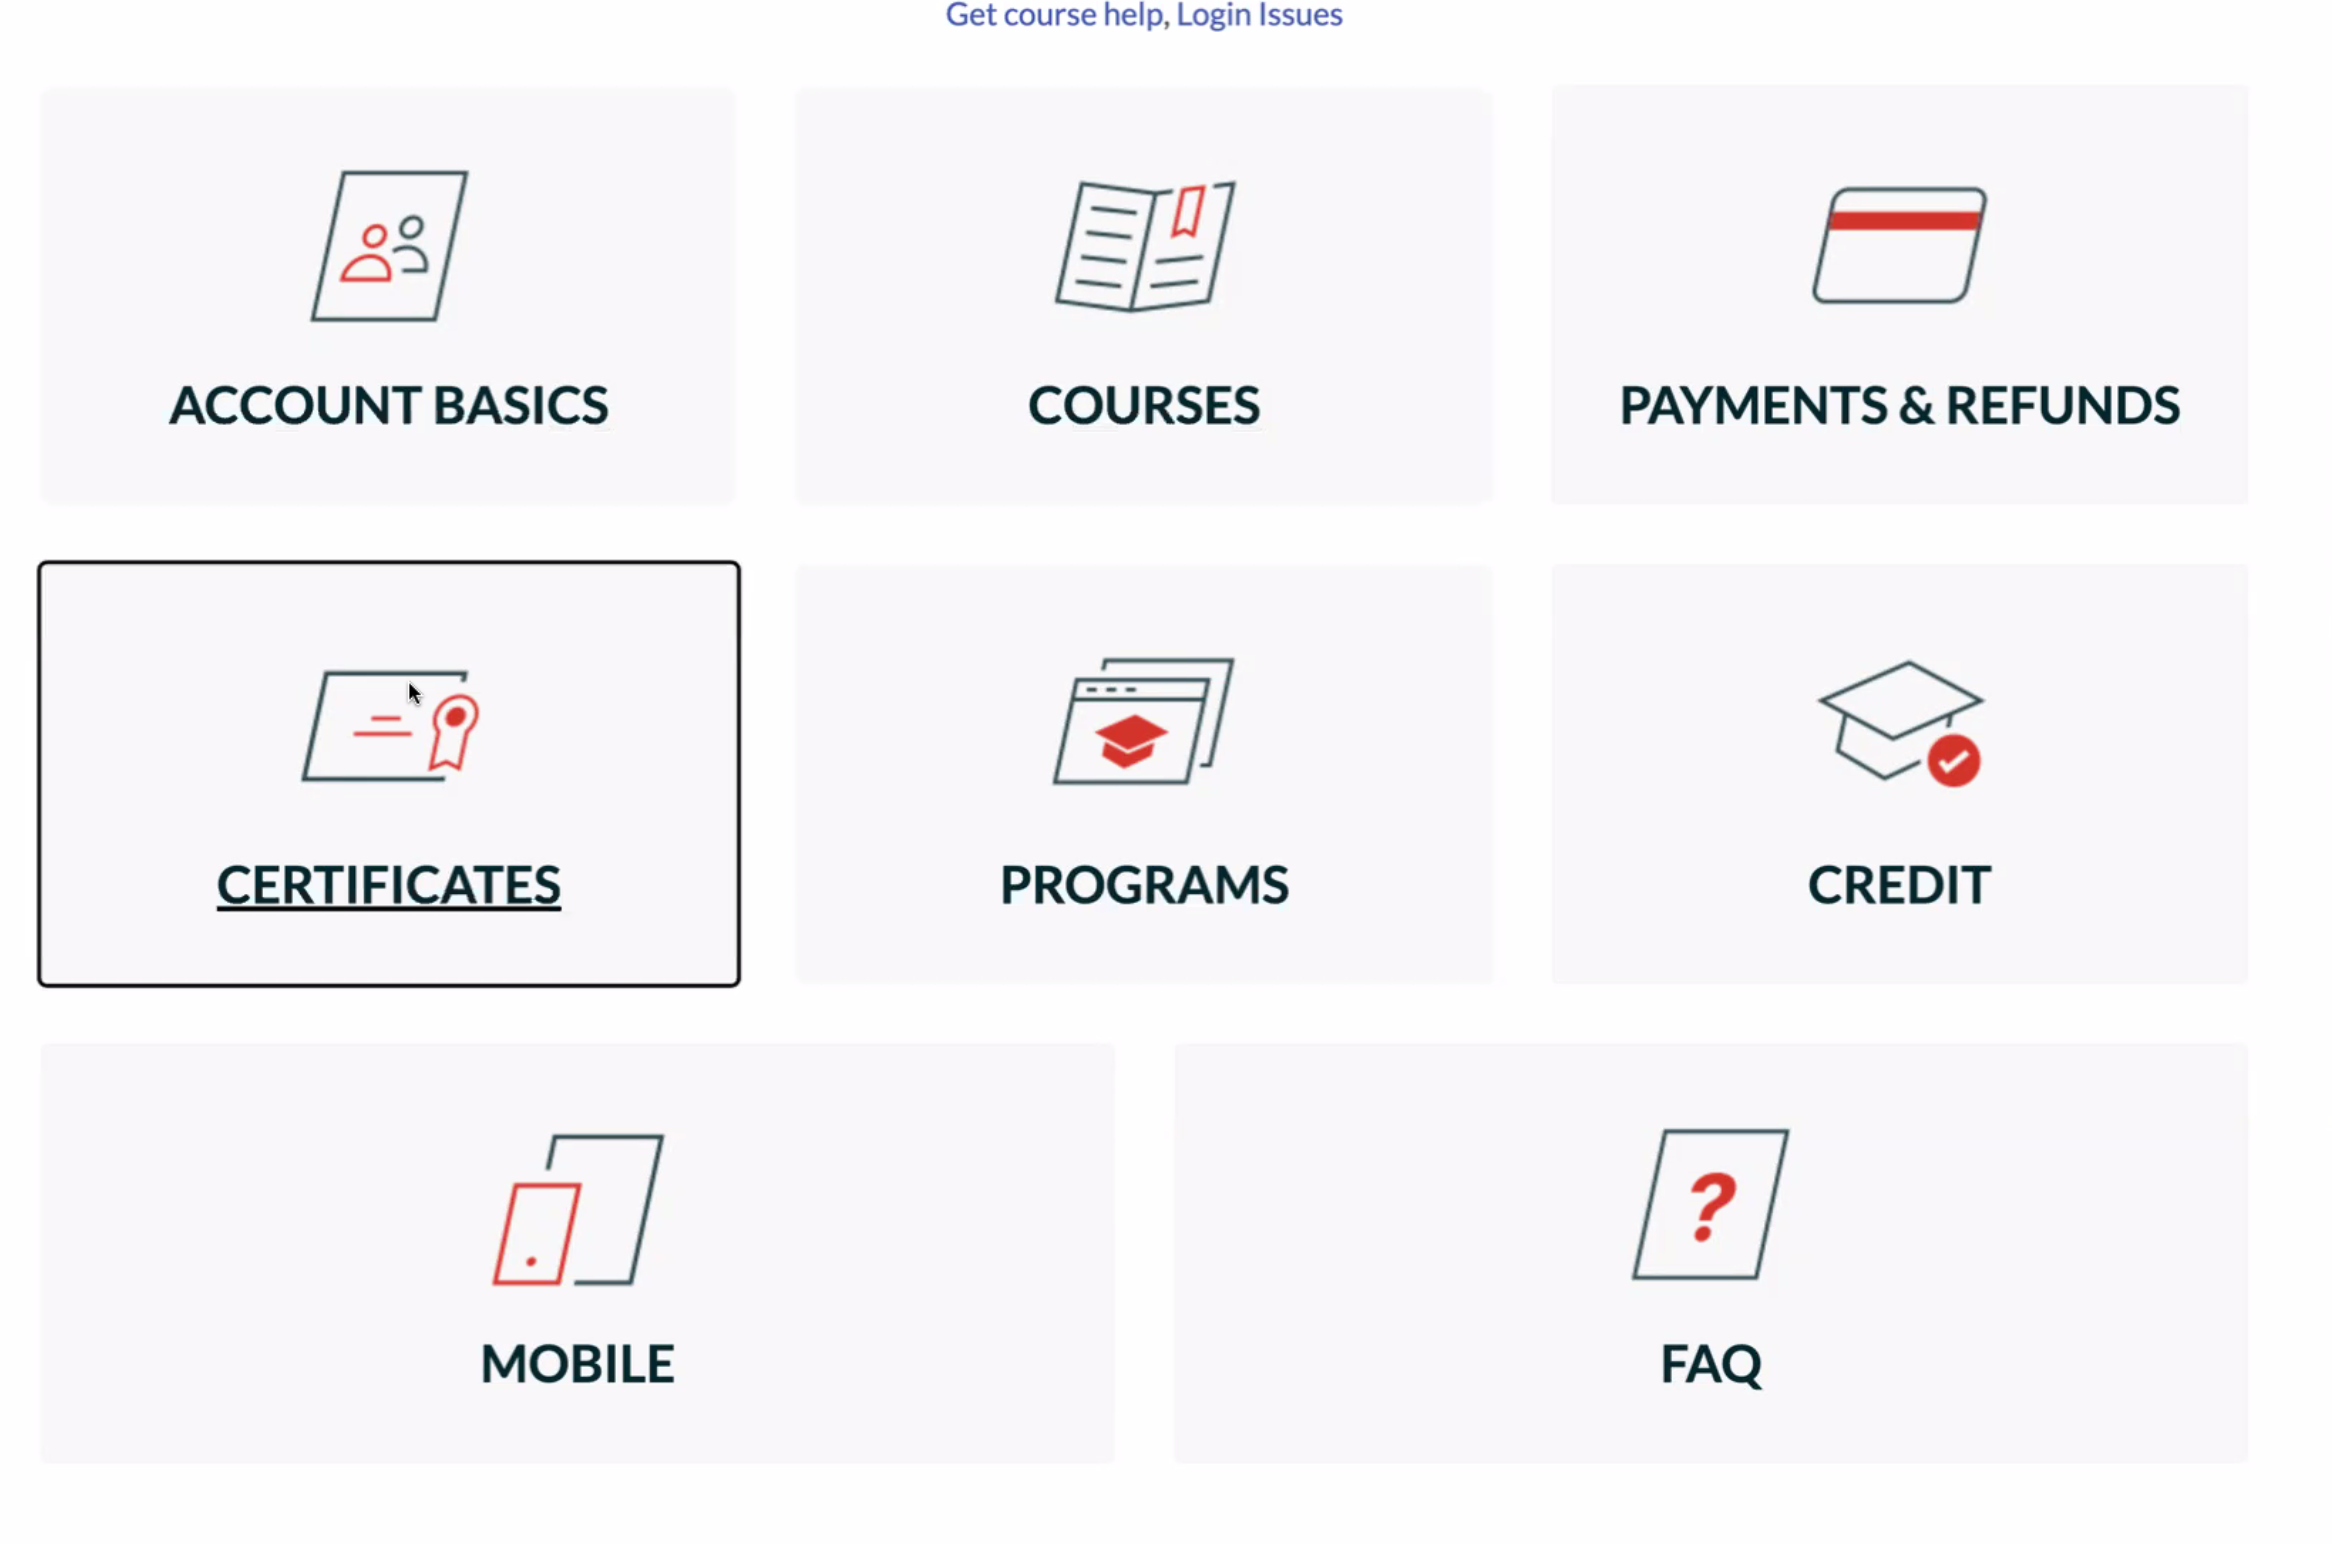 Get course help, Login Issues
ACCOUNT BASICS
COURSES
PAYMENTS & REFUNDS
CERTIFICATES
PROGRAMS
CREDIT
MOBILE
FAQ